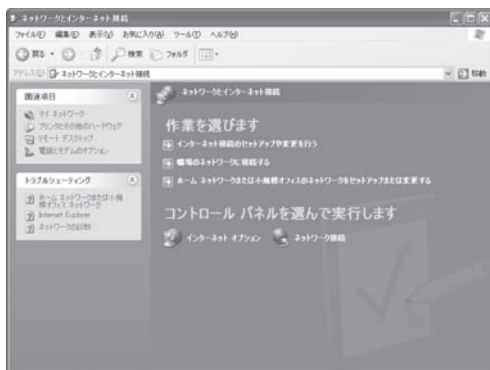 ネットワークとインターネット接続
ファイル(F) 編集(E) 表示(V) お気に入り(A) ツール(T) ヘルプ(H)
戻る 検索 フォルダ
アドレス(D) ネットワークとインターネット接続 移動
関連項目
マイ ネットワーク
プリンタとその他のハードウェア
リモート デスクトップ
電話とモデムのオプション
トラブルシューティング
ホーム ネットワークまたは小規
模オフィス ネットワーク
Internet Explorer
ネットワークの診断
ネットワークとインターネット接続
作業を選びます
インターネット接続のセットアップや変更を行う
職場のネットワークに接続する
ホーム ネットワークまたは小規模オフィスのネットワークをセットアップまたは変更する
コントロール パネルを選んで実行します
インターネット オプション ネットワーク接続